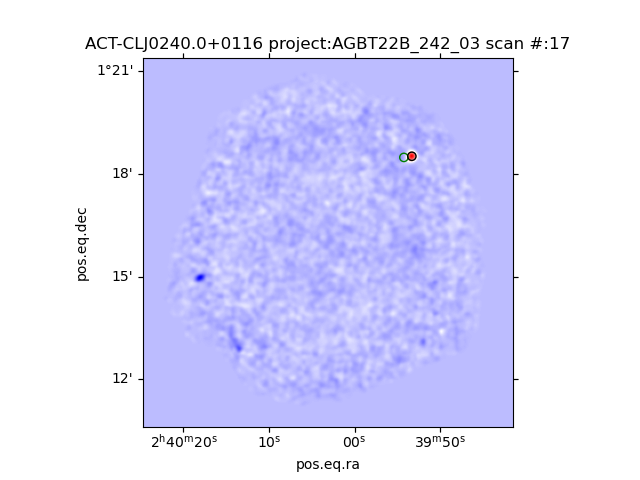 ACT-CLJ0240.0+0116 project:AGBT22B_242_03 scan #:17
1°21'
18'
15'
12'
pos.eq.dec
2ʰ40ᵐ20ˢ 10ˢ 00ˢ 39ᵐ50ˢ
pos.eq.ra